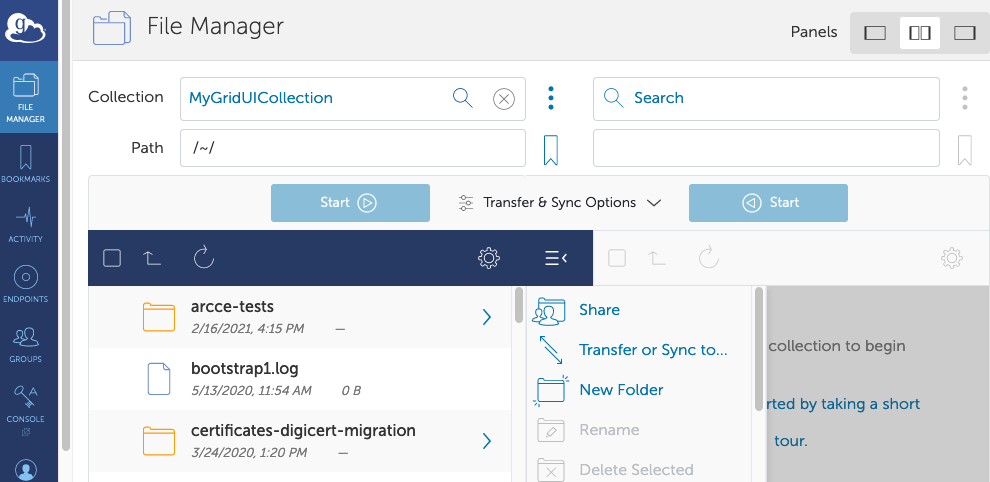 g
File Manager
Panels
FILE
MANAGER
BOOKMARKS
ACTIVITY
ENDPOINTS
GROUPS
CONSOLE
Collection
MyGridUICollection
Search
Path
/~/
Start
Transfer & Sync Options
Start
arcce-tests
2/16/2021, 4:15 PM —
bootstrap1.log
5/13/2020, 11:54 AM 0 B
certificates-digicert-migration
3/24/2020, 1:20 PM —
Share
Transfer or Sync to...
New Folder
Rename
Delete Selected
collection to begin
rted by taking a short
tour.